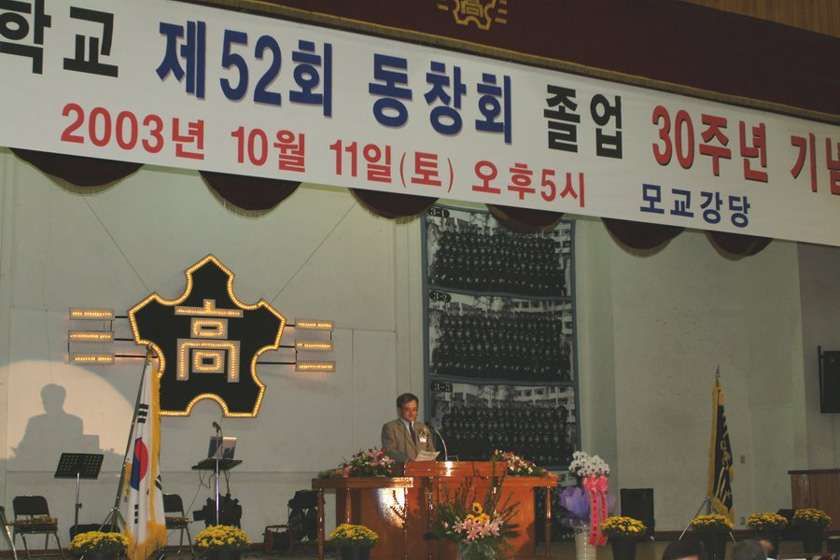 학교 제52회 동창회 졸업 30주년 기념
2003년 10월 11일(토) 오후5시 모교강당
高
高
3-1
3-2
3-3